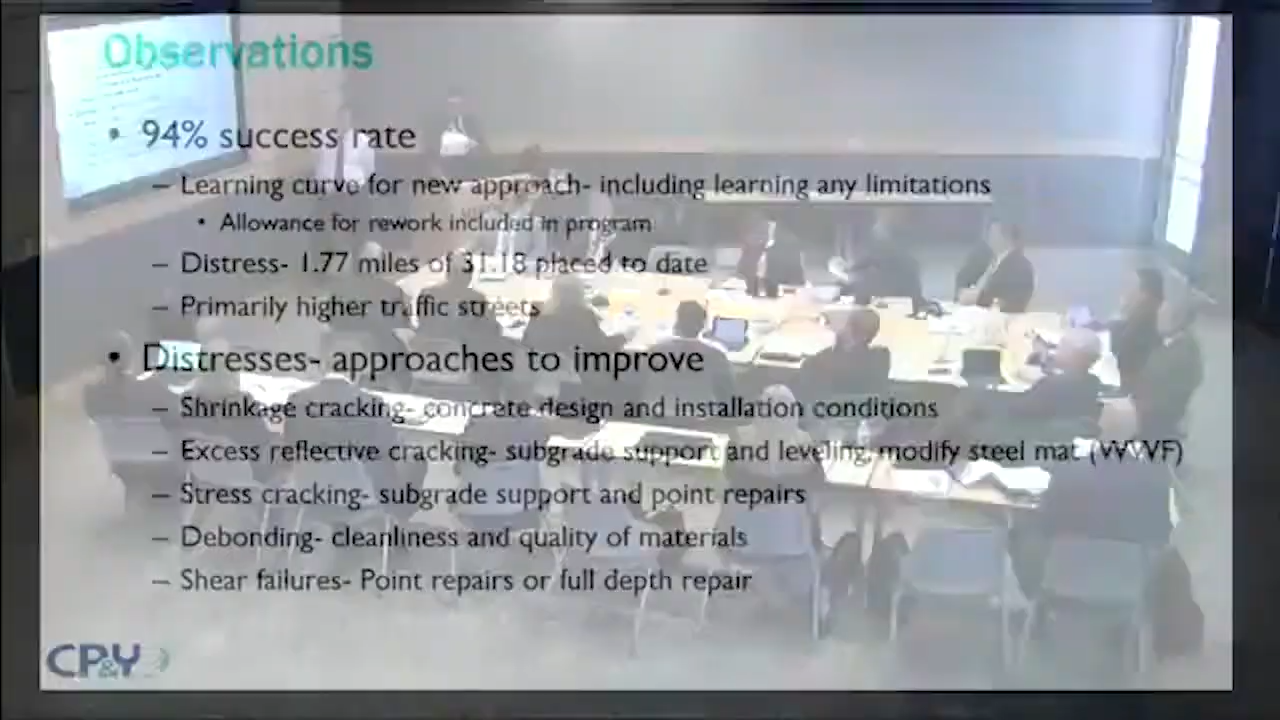 Observations
• 94% success rate
– Learning curve for new approach- including learning any limitations
• Allowance for rework included in program
– Distress- 1.77 miles of 31.18 placed to date
– Primarily higher traffic streets
• Distresses- approaches to improve
– Shrinkage cracking- concrete design and installation conditions
– Excess reflective cracking- subgrade support and leveling, modify steel mat (WWF)
– Stress cracking- subgrade support and point repairs
– Debonding- cleanliness and quality of materials
– Shear failures- Point repairs or full depth repair
CP&Y